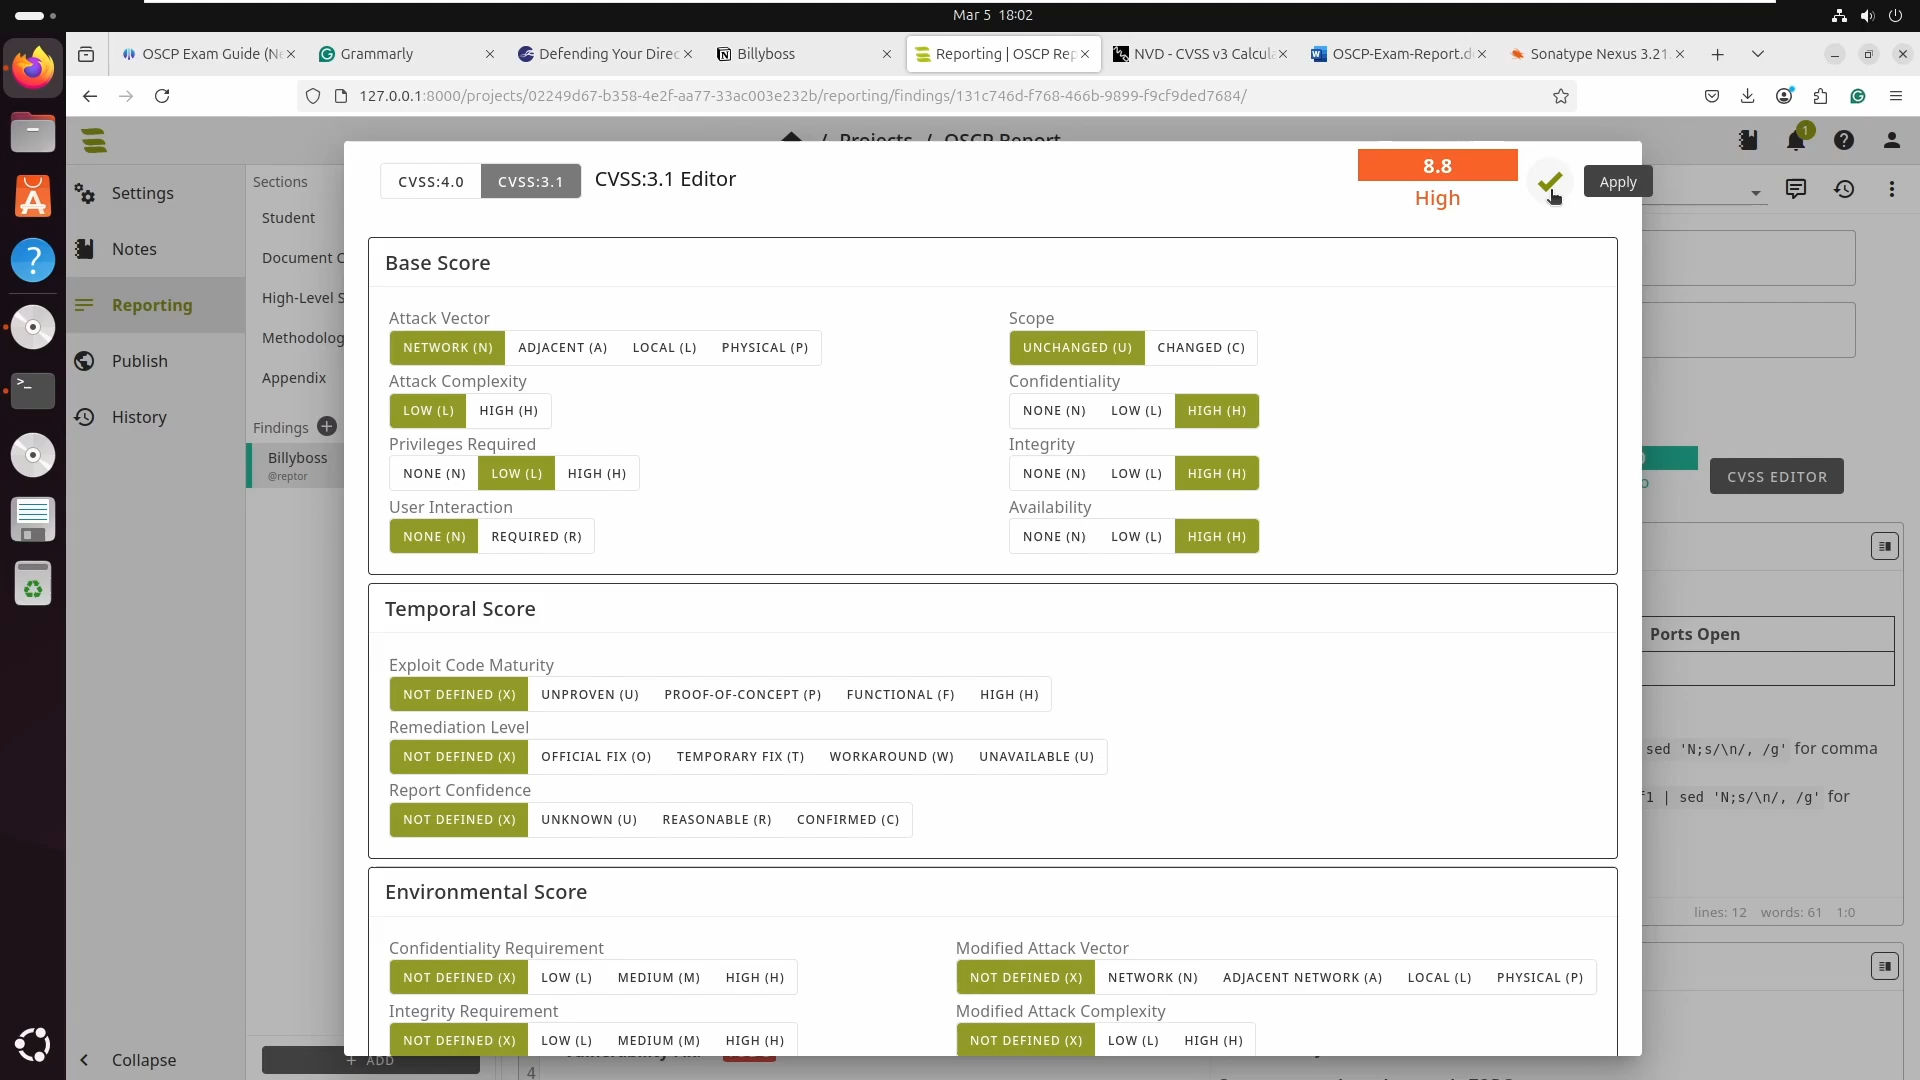 Mar 5 18:02
OSCP Exam Guide (Ne
Grammarly
Defending Your Direc
Billyboss
Reporting | OSCP Rep
NVD - CVSS v3 Calcula
OSCP-Exam-Report.d
Sonatype Nexus 3.21.
127.0.0.1:8000/projects/02249d67-b358-4e2f-aa77-33ac003e232b/reporting/findings/131c746d-f768-466b-9899-f9cf9ded7684/
/ Projects / OSCP Report
1
Settings
Notes
Reporting
Publish
History
Collapse
Sections
Student
Document C
High-Level S
Methodolog
Appendix
Findings
Billyboss
@reptor
+ ADD
CVSS:4.0 CVSS:3.1 CVSS:3.1 Editor
8.8
High
Apply
Base Score
Attack Vector
NETWORK (N) ADJACENT (A) LOCAL (L) PHYSICAL (P)
Attack Complexity
LOW (L) HIGH (H)
Privileges Required
NONE (N) LOW (L) HIGH (H)
User Interaction
NONE (N) REQUIRED (R)
Scope
UNCHANGED (U) CHANGED (C)
Confidentiality
NONE (N) LOW (L) HIGH (H)
Integrity
NONE (N) LOW (L) HIGH (H)
Availability
NONE (N) LOW (L) HIGH (H)
Temporal Score
Exploit Code Maturity
NOT DEFINED (X) UNPROVEN (U) PROOF-OF-CONCEPT (P) FUNCTIONAL (F) HIGH (H)
Remediation Level
NOT DEFINED (X) OFFICIAL FIX (O) TEMPORARY FIX (T) WORKAROUND (W) UNAVAILABLE (U)
Report Confidence
NOT DEFINED (X) UNKNOWN (U) REASONABLE (R) CONFIRMED (C)
Environmental Score
Confidentiality Requirement
NOT DEFINED (X) LOW (L) MEDIUM (M) HIGH (H)
Integrity Requirement
NOT DEFINED (X) LOW (L) MEDIUM (M) HIGH (H)
Modified Attack Vector
NOT DEFINED (X) NETWORK (N) ADJACENT NETWORK (A) LOCAL (L) PHYSICAL (P)
Modified Attack Complexity
NOT DEFINED (X) LOW (L) HIGH (H)
CVSS EDITOR
Ports Open
sed 'N;s/\n/, /g' for comma
f1 | sed 'N;s/\n/, /g' for
lines: 12 words: 61 1:0
4